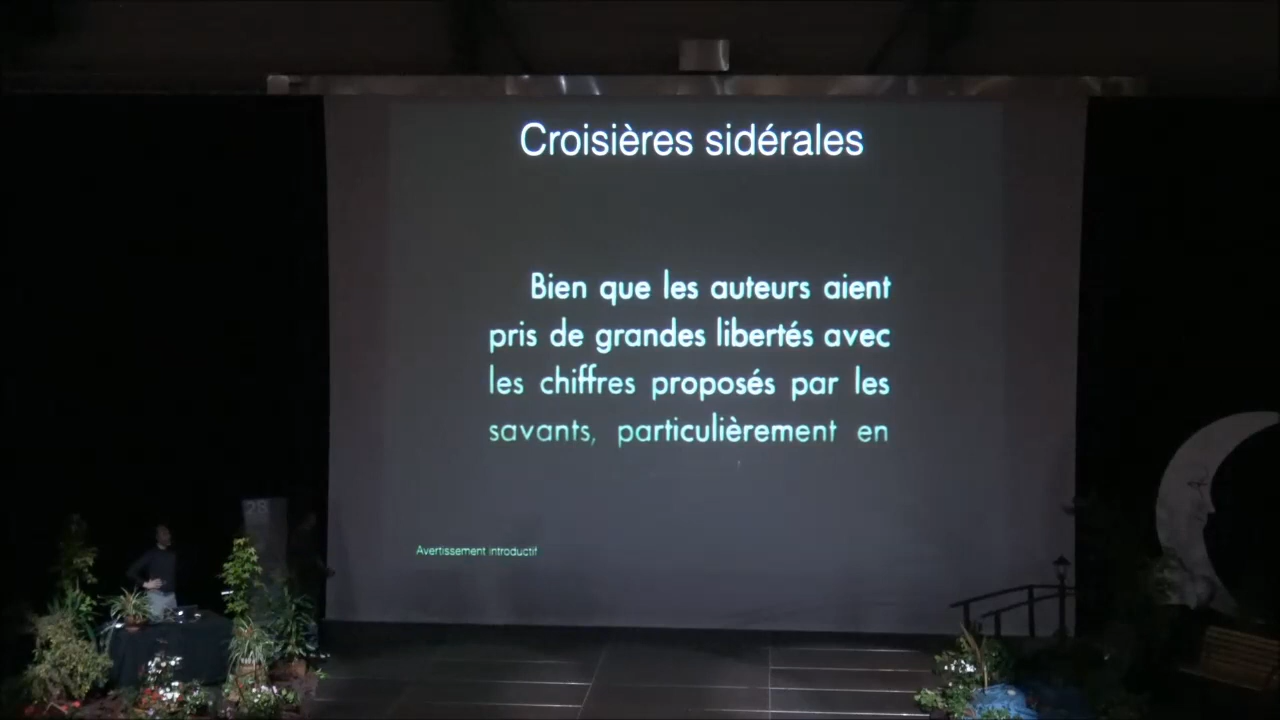 Croisières sidérales
Bien que les auteurs aient
pris de grandes libertés avec
les chiffres proposés par les
savants, particulièrement en
Avertissement introductif
28